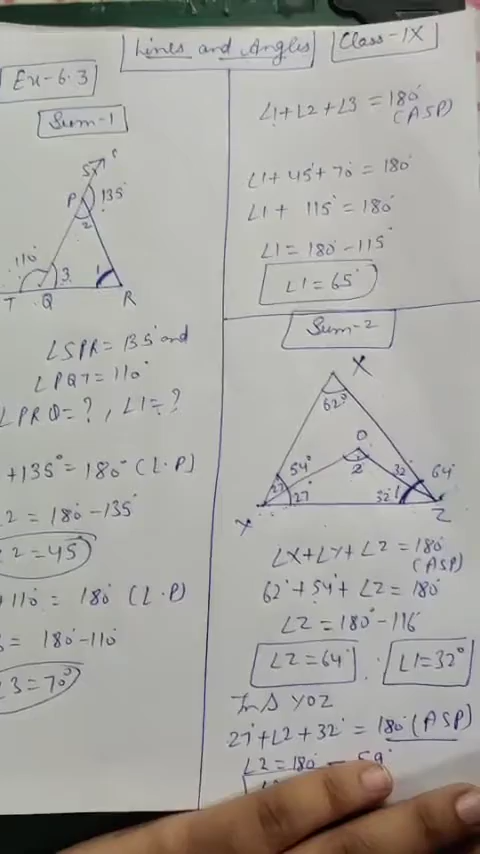 Lines and Angles
Class-IX
Ex-6.3
Sum-1
S
P
135°
2
110°
3
1
T
Q
R
∠SPR = 135° and
∠PQT = 110°
∠PRQ = ? , ∠1 = ?
+135° = 180° (L.P)
∠2 = 180° - 135°
∠2 = 45°
+110° = 180° (L.P)
= 180° - 110°
∠3 = 70°
∠1 + ∠2 + ∠3 = 180°
(ASP)
∠1 + 45° + 70° = 180°
∠1 + 115° = 180°
∠1 = 180° - 115°
∠1 = 65°
Sum-2
X
62°
O
2
54°
27
27°
32°
64°
32°
1
Y
Z
∠X + ∠Y + ∠Z = 180°
(ASP)
62° + 54° + ∠Z = 180°
∠Z = 180° - 116°
∠Z = 64° ∴ ∠1 = 32°
In Δ YOZ
27° + ∠2 + 32° = 180° (ASP)
∠2 = 180° - 59°